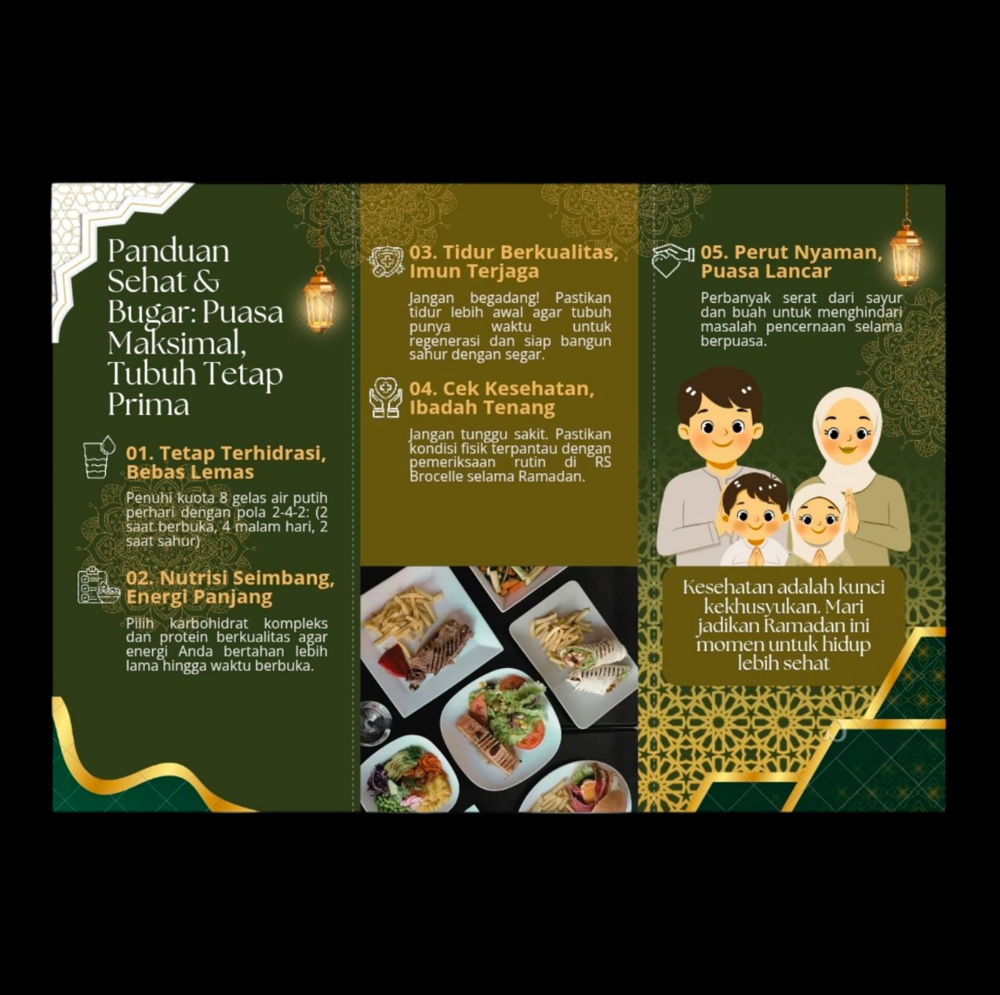 Panduan
Sehat &
Bugar: Puasa
Maksimal,
Tubuh Tetap
Prima
01. Tetap Terhidrasi,
Bebas Lemas
Penuhi kuota 8 gelas air putih
perhari dengan pola 2-4-2: (2
saat berbuka, 4 malam hari, 2
saat sahur)
02. Nutrisi Seimbang,
Energi Panjang
Pilih karbohidrat kompleks
dan protein berkualitas agar
energi Anda bertahan lebih
lama hingga waktu berbuka.
03. Tidur Berkualitas,
Imun Terjaga
Jangan begadang! Pastikan
tidur lebih awal agar tubuh
punya waktu untuk
regenerasi dan siap bangun
sahur dengan segar.
04. Cek Kesehatan,
Ibadah Tenang
Jangan tunggu sakit. Pastikan
kondisi fisik terpantau dengan
pemeriksaan rutin di RS
Brocelle selama Ramadan.
05. Perut Nyaman,
Puasa Lancar
Perbanyak serat dari sayur
dan buah untuk menghindari
masalah pencernaan selama
berpuasa.
Kesehatan adalah kunci
kekhusyukan. Mari
jadikan Ramadan ini
momen untuk hidup
lebih sehat